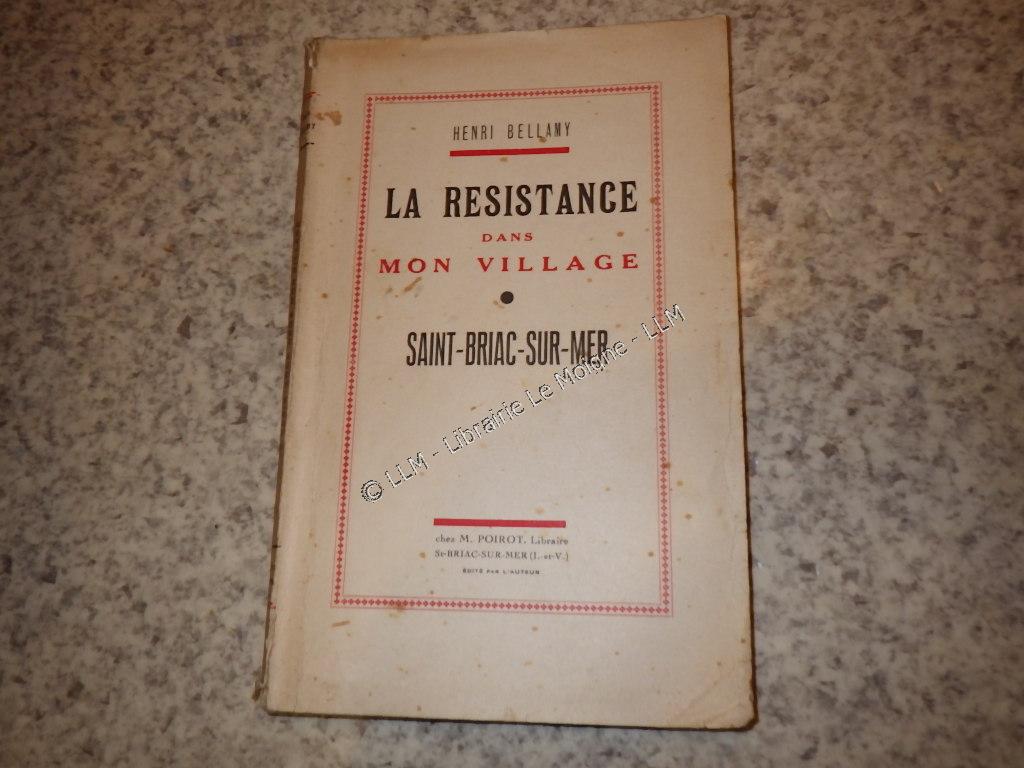 HENRI BELLAMY
LA RESISTANCE
DANS
MON VILLAGE
SAINT-BRIAC-SUR-MER
© LLM - Librairie Le Moigne - LLM
chez M. POIROT, Libraire
St-BRIAC-SUR-MER (I.-et-V.)
ÉDITÉ PAR L'AUTEUR